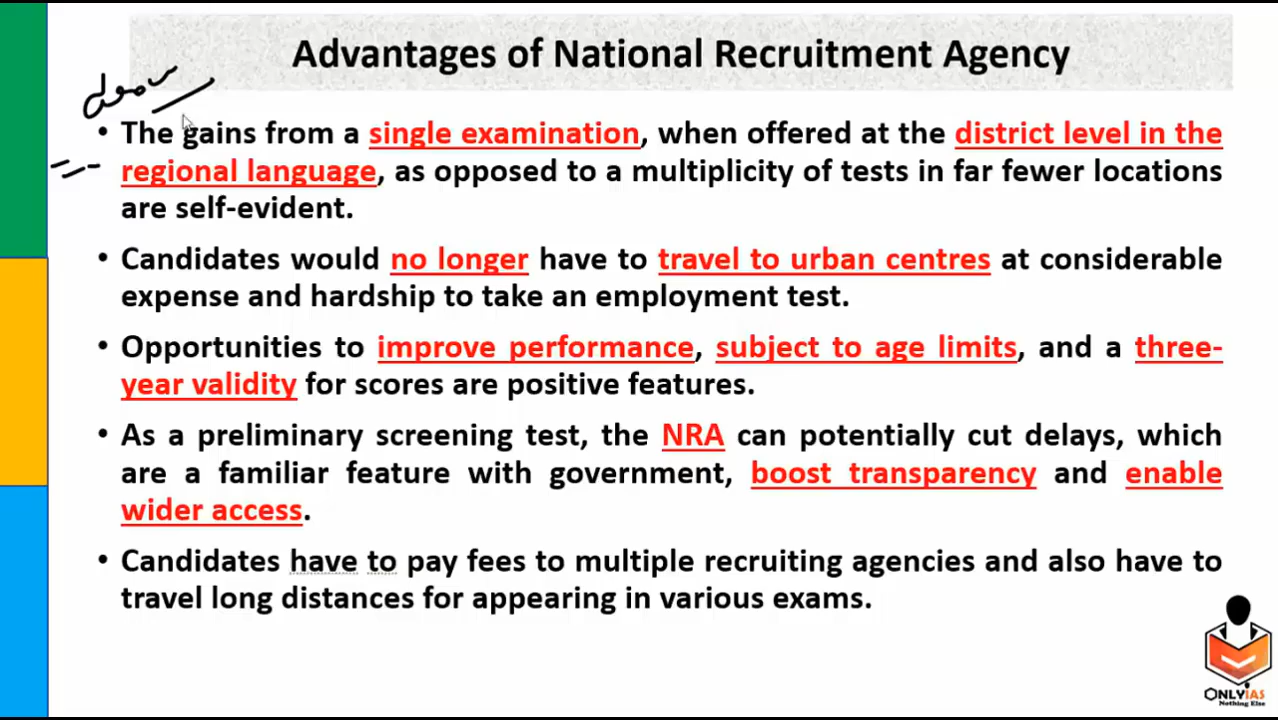 Advantages of National Recruitment Agency
• The gains from a single examination, when offered at the district level in the
regional language, as opposed to a multiplicity of tests in far fewer locations
are self-evident.
• Candidates would no longer have to travel to urban centres at considerable
expense and hardship to take an employment test.
• Opportunities to improve performance, subject to age limits, and a three-
year validity for scores are positive features.
• As a preliminary screening test, the NRA can potentially cut delays, which
are a familiar feature with government, boost transparency and enable
wider access.
• Candidates have to pay fees to multiple recruiting agencies and also have to
travel long distances for appearing in various exams.
ONLYIAS
Nothing Else